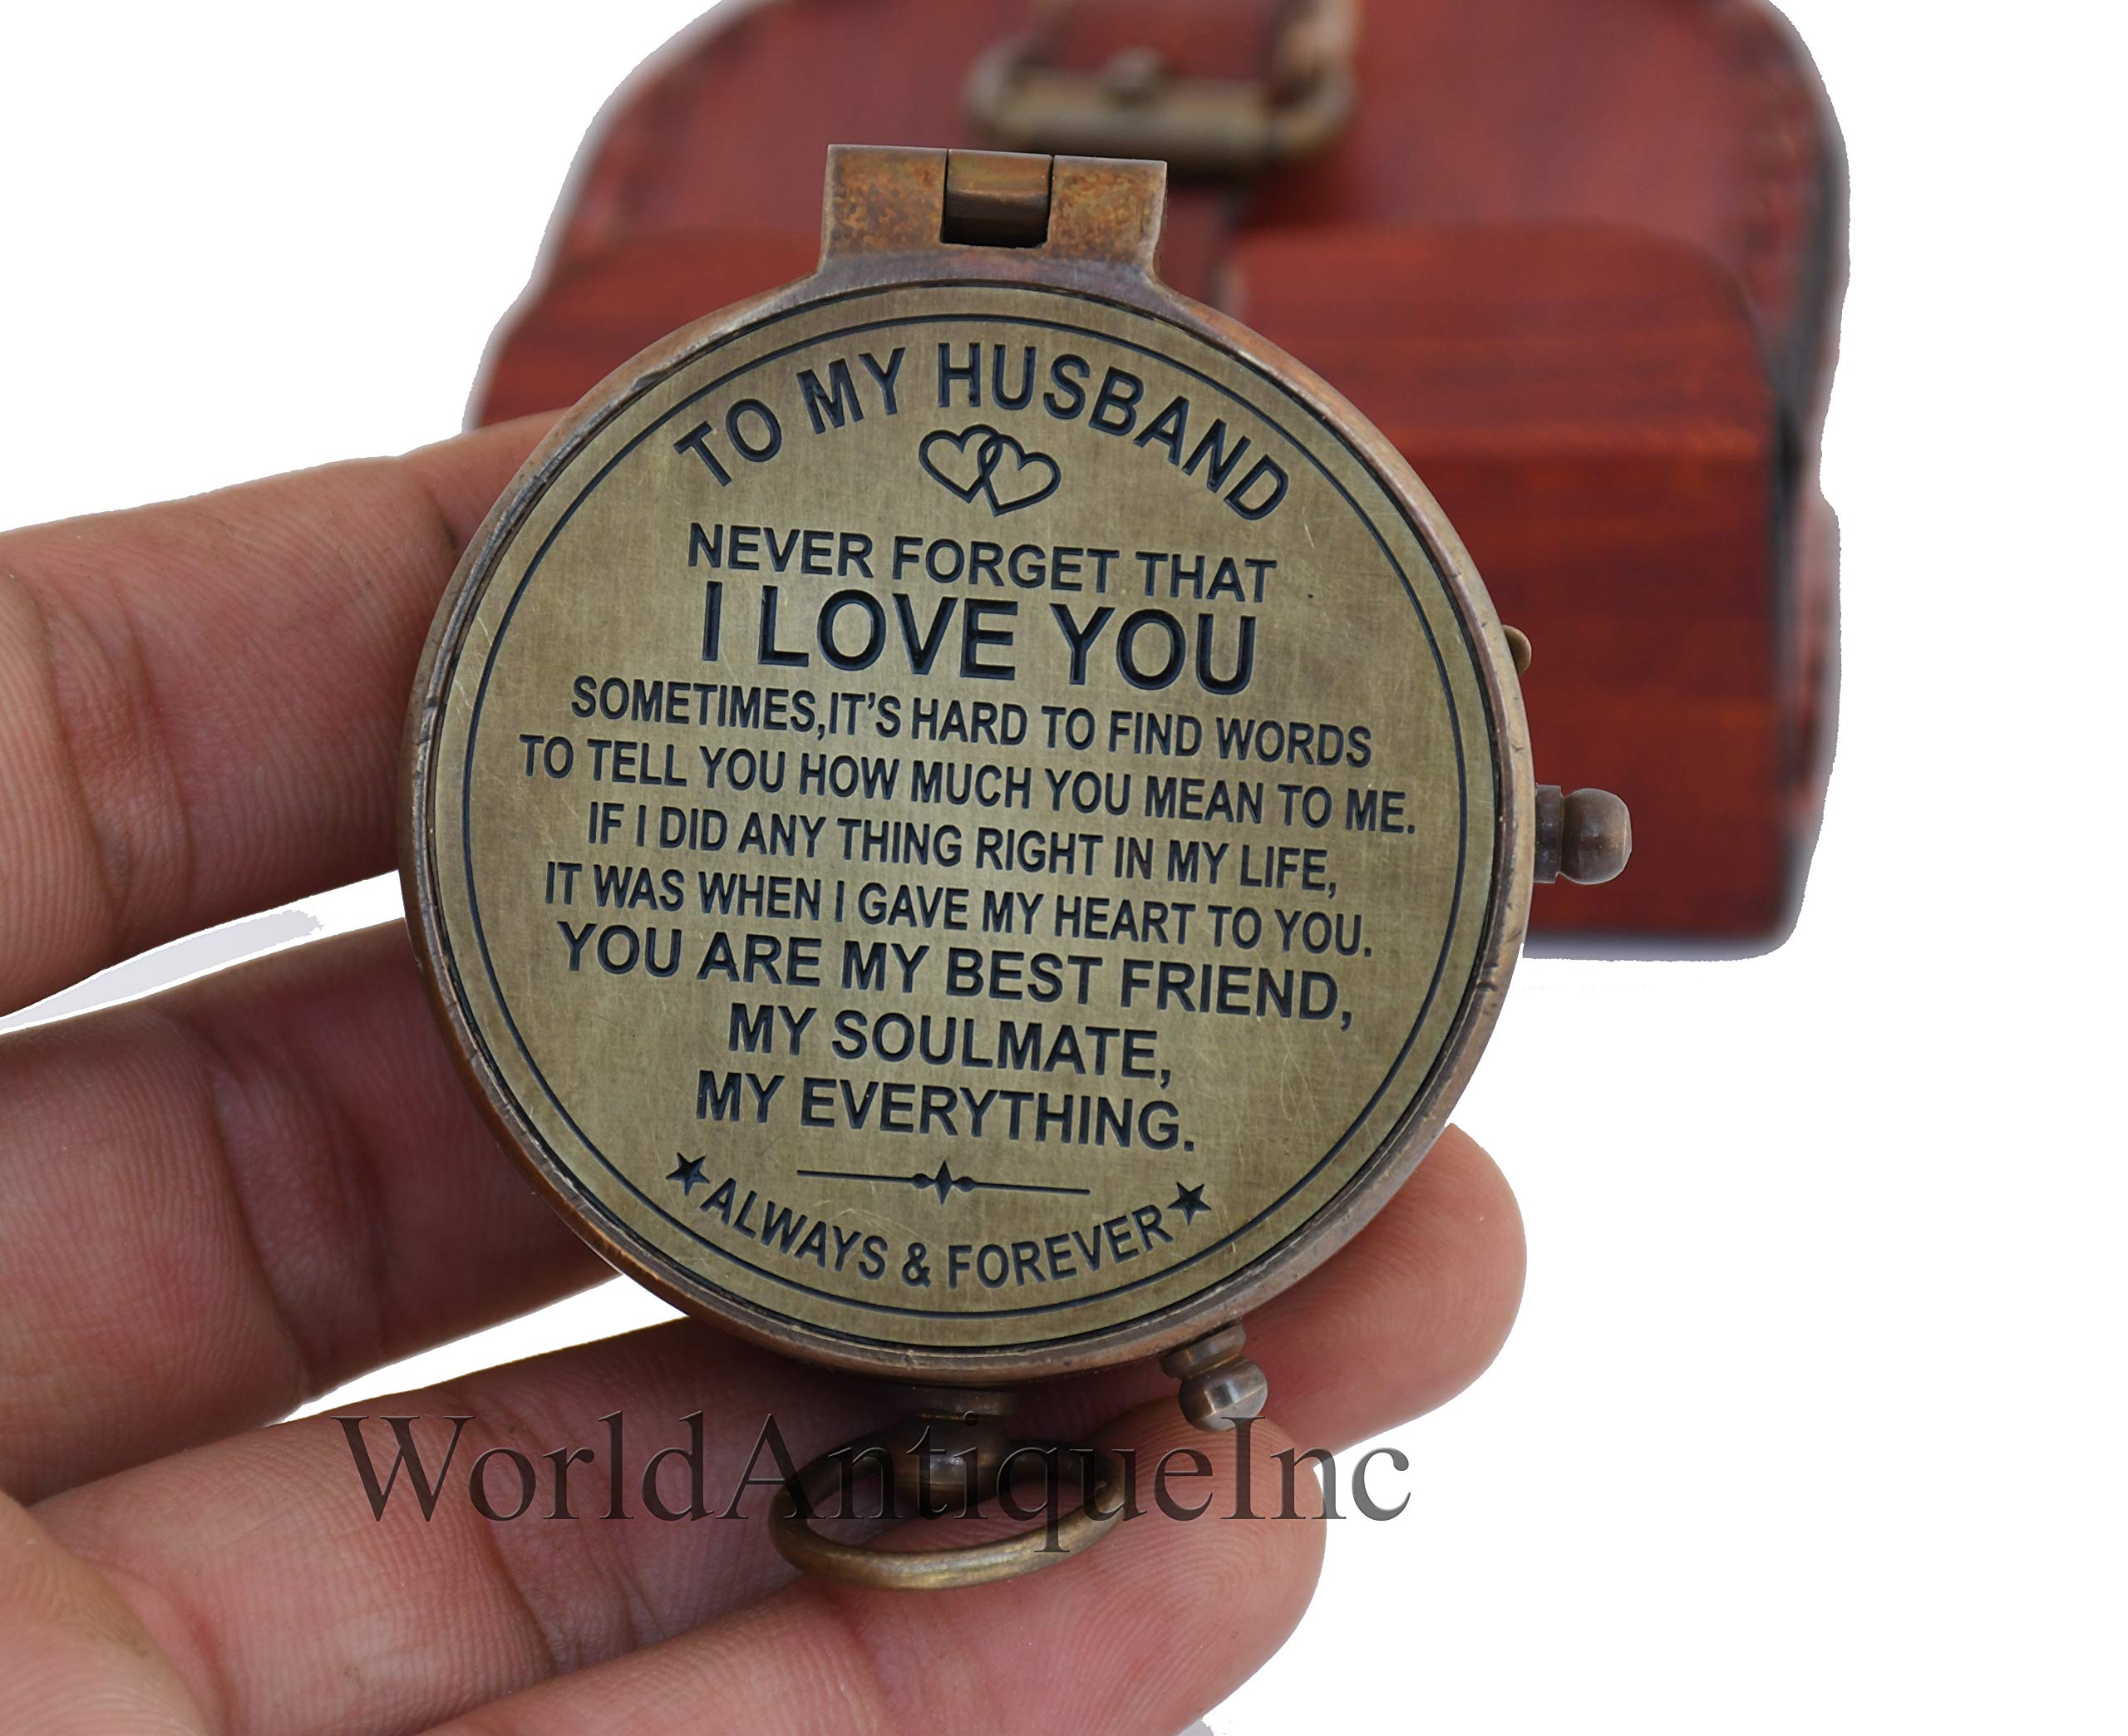 TO MY HUSBAND
NEVER FORGET THAT
I LOVE YOU
SOMETIMES,IT'S HARD TO FIND WORDS
TO TELL YOU HOW MUCH YOU MEAN TO ME.
IF I DID ANY THING RIGHT IN MY LIFE,
IT WAS WHEN I GAVE MY HEART TO YOU.
YOU ARE MY BEST FRIEND,
MY SOULMATE,
MY EVERYTHING.
ALWAYS & FOREVER
WorldAntiqueInc